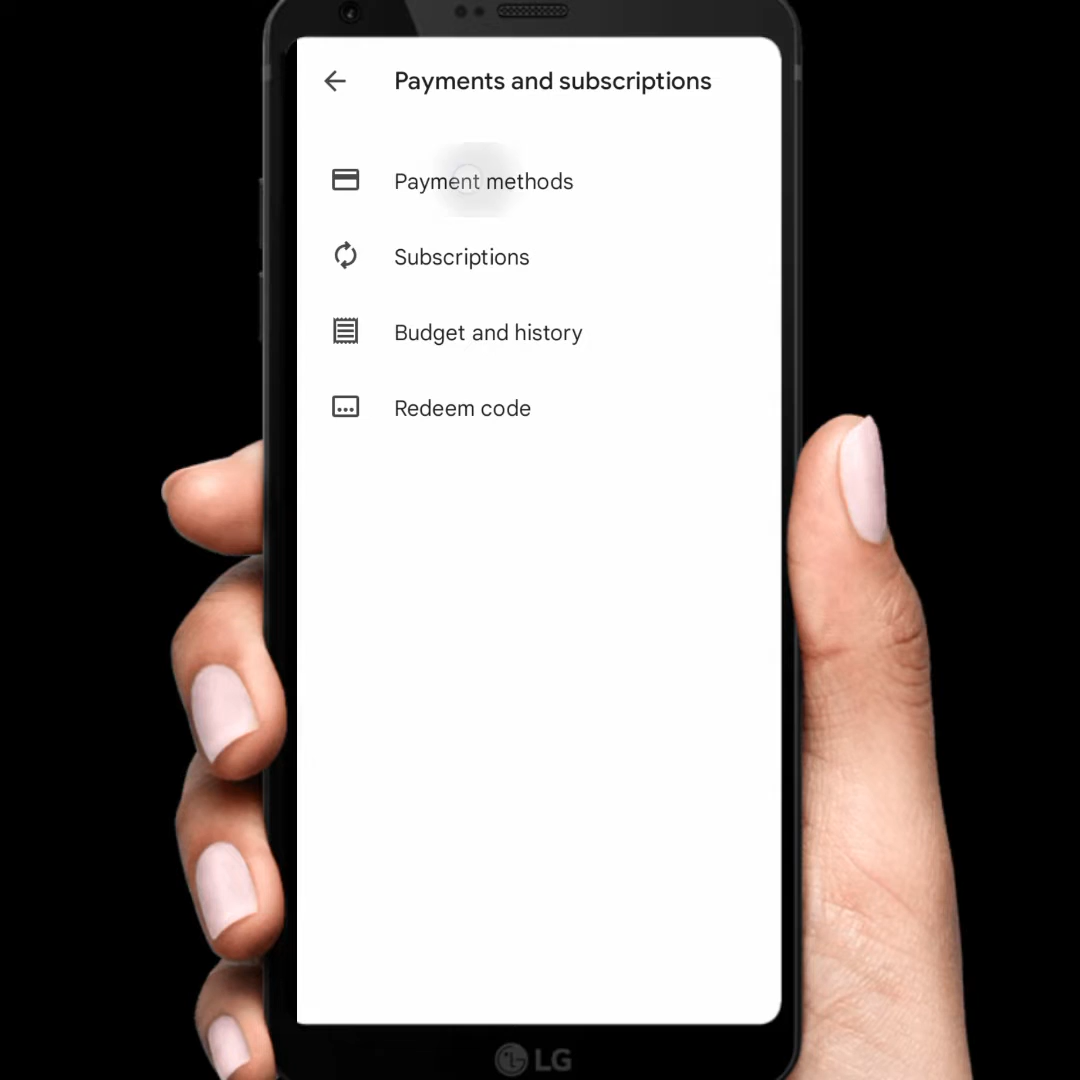 Payments and subscriptions
Payment methods
Subscriptions
Budget and history
Redeem code
LG